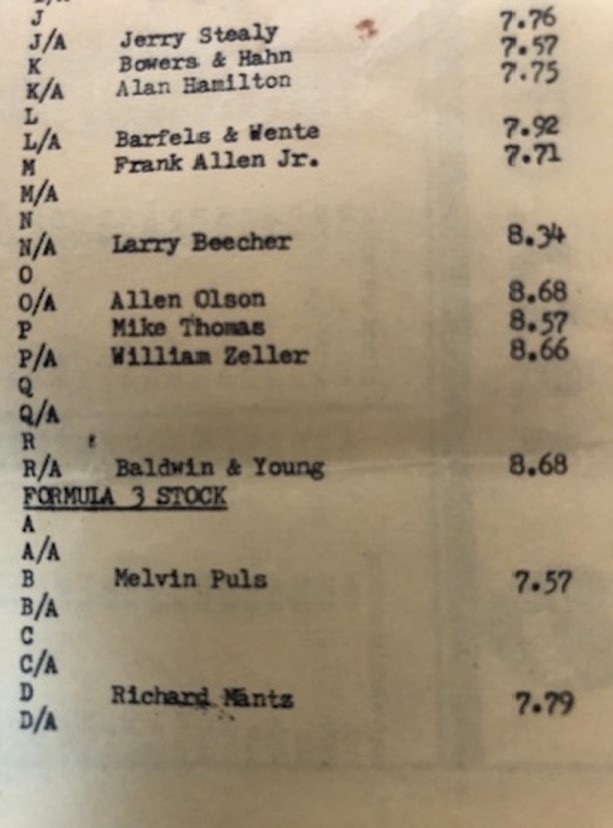 J
J/A Jerry Stealy 7.76
K Bowers & Hahn 7.57
K/A Alan Hamilton 7.75
L
L/A Barfels & Wente 7.92
M Frank Allen Jr. 7.71
M/A
N
N/A Larry Beecher 8.34
O
O/A Allen Olson 8.68
P Mike Thomas 8.57
P/A William Zeller 8.66
Q
Q/A
R
R/A Baldwin & Young 8.68
FORMULA 3 STOCK
A
A/A
B Melvin Puls 7.57
B/A
C
C/A
D Richard Mantz 7.79
D/A